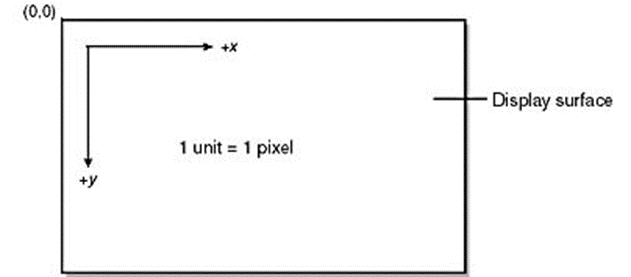 (0,0)
+x
Display surface
1 unit = 1 pixel
+y